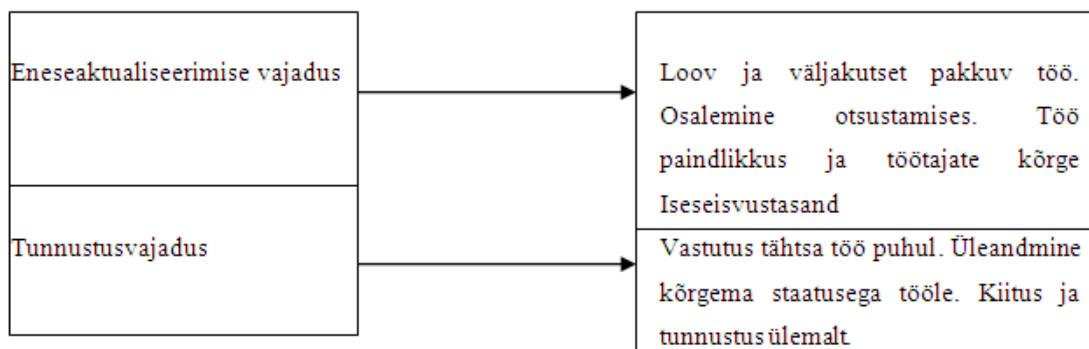 Eneseaktualiseerimise vajadus
Loov ja väljakutset pakkuv töö.
Osalemine otsustamises. Töö
paindlikkus ja töötajate kõrge
Iseseisvustasand
Tunnustusvajadus
Vastutus tähtsa töö puhul. Üleandmine
kõrgema staatusega tööle. Kiitus ja
tunnustus ülemalt.